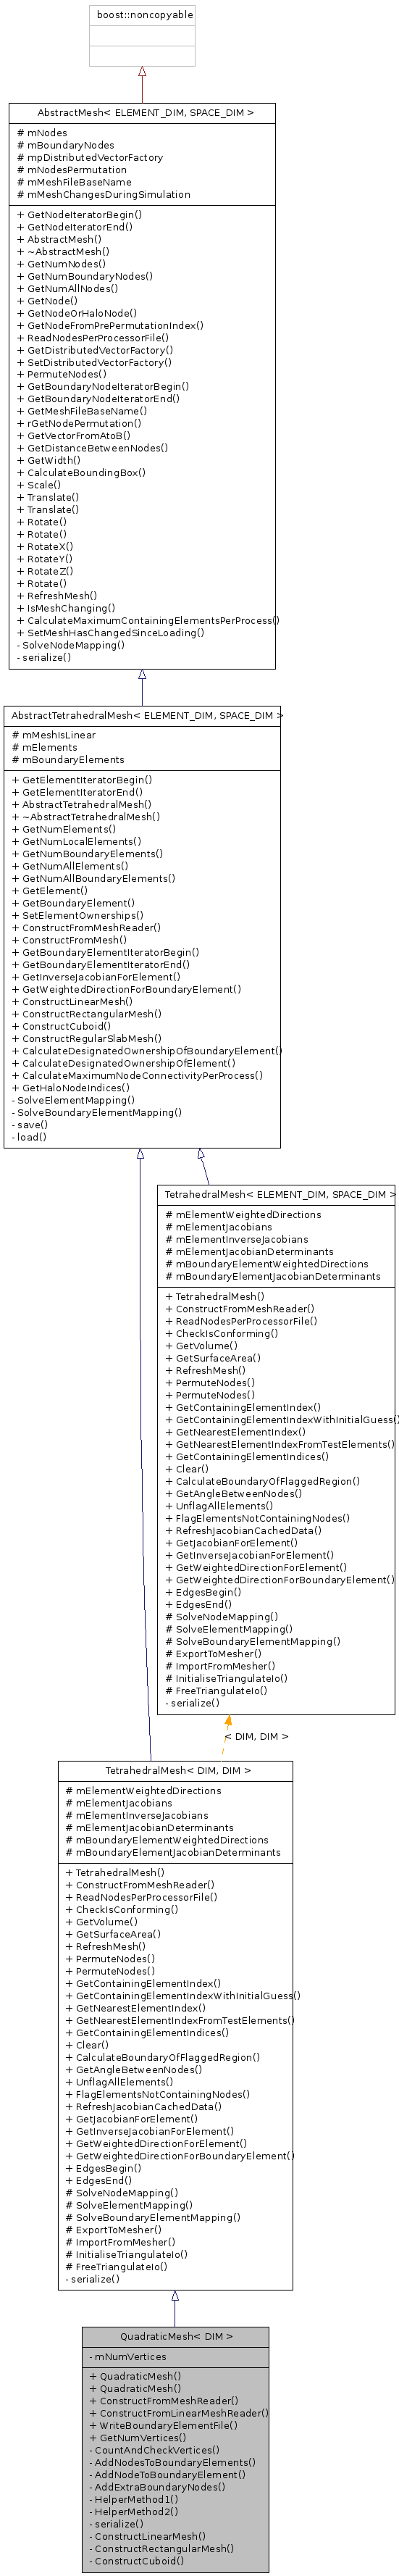 boost::noncopyable
AbstractMesh< ELEMENT_DIM, SPACE_DIM >
# mNodes
# mBoundaryNodes
# mpDistributedVectorFactory
# mNodesPermutation
# mMeshFileBaseName
# mMeshChangesDuringSimulation
+ GetNodeIteratorBegin()
+ GetNodeIteratorEnd()
+ AbstractMesh()
+ ~AbstractMesh()
+ GetNumNodes()
+ GetNumBoundaryNodes()
+ GetNumAllNodes()
+ GetNode()
+ GetNodeOrHaloNode()
+ GetNodeFromPrePermutationIndex()
+ ReadNodesPerProcessorFile()
+ GetDistributedVectorFactory()
+ SetDistributedVectorFactory()
+ PermuteNodes()
+ GetBoundaryNodeIteratorBegin()
+ GetBoundaryNodeIteratorEnd()
+ GetMeshFileBaseName()
+ rGetNodePermutation()
+ GetVectorFromAtoB()
+ GetDistanceBetweenNodes()
+ GetWidth()
+ CalculateBoundingBox()
+ Scale()
+ Translate()
+ Translate()
+ Rotate()
+ Rotate()
+ RotateX()
+ RotateY()
+ RotateZ()
+ Rotate()
+ RefreshMesh()
+ IsMeshChanging()
+ CalculateMaximumContainingElementsPerProcess()
+ SetMeshHasChangedSinceLoading()
- SolveNodeMapping()
- serialize()
AbstractTetrahedralMesh< ELEMENT_DIM, SPACE_DIM >
# mMeshIsLinear
# mElements
# mBoundaryElements
+ GetElementIteratorBegin()
+ GetElementIteratorEnd()
+ AbstractTetrahedralMesh()
+ ~AbstractTetrahedralMesh()
+ GetNumElements()
+ GetNumLocalElements()
+ GetNumBoundaryElements()
+ GetNumAllElements()
+ GetNumAllBoundaryElements()
+ GetElement()
+ GetBoundaryElement()
+ SetElementOwnerships()
+ ConstructFromMeshReader()
+ ConstructFromMesh()
+ GetBoundaryElementIteratorBegin()
+ GetBoundaryElementIteratorEnd()
+ GetInverseJacobianForElement()
+ GetWeightedDirectionForBoundaryElement()
+ ConstructLinearMesh()
+ ConstructRectangularMesh()
+ ConstructCuboid()
+ ConstructRegularSlabMesh()
+ CalculateDesignatedOwnershipOfBoundaryElement()
+ CalculateDesignatedOwnershipOfElement()
+ CalculateMaximumNodeConnectivityPerProcess()
+ GetHaloNodeIndices()
- SolveElementMapping()
- SolveBoundaryElementMapping()
- save()
- load()
TetrahedralMesh< ELEMENT_DIM, SPACE_DIM >
# mElementWeightedDirections
# mElementJacobians
# mElementInverseJacobians
# mElementJacobianDeterminants
# mBoundaryElementWeightedDirections
# mBoundaryElementJacobianDeterminants
+ TetrahedralMesh()
+ ConstructFromMeshReader()
+ ReadNodesPerProcessorFile()
+ CheckIsConforming()
+ GetVolume()
+ GetSurfaceArea()
+ RefreshMesh()
+ PermuteNodes()
+ PermuteNodes()
+ GetContainingElementIndex()
+ GetContainingElementIndexWithInitialGuess()
+ GetNearestElementIndex()
+ GetNearestElementIndexFromTestElements()
+ GetContainingElementIndices()
+ Clear()
+ CalculateBoundaryOfFlaggedRegion()
+ GetAngleBetweenNodes()
+ UnflagAllElements()
+ FlagElementsNotContainingNodes()
+ RefreshJacobianCachedData()
+ GetJacobianForElement()
+ GetInverseJacobianForElement()
+ GetWeightedDirectionForElement()
+ GetWeightedDirectionForBoundaryElement()
+ EdgesBegin()
+ EdgesEnd()
# SolveNodeMapping()
# SolveElementMapping()
# SolveBoundaryElementMapping()
# ExportToMesher()
# ImportFromMesher()
# InitialiseTriangulateIo()
# FreeTriangulateIo()
- serialize()
< DIM, DIM >
TetrahedralMesh< DIM, DIM >
# mElementWeightedDirections
# mElementJacobians
# mElementInverseJacobians
# mElementJacobianDeterminants
# mBoundaryElementWeightedDirections
# mBoundaryElementJacobianDeterminants
+ TetrahedralMesh()
+ ConstructFromMeshReader()
+ ReadNodesPerProcessorFile()
+ CheckIsConforming()
+ GetVolume()
+ GetSurfaceArea()
+ RefreshMesh()
+ PermuteNodes()
+ PermuteNodes()
+ GetContainingElementIndex()
+ GetContainingElementIndexWithInitialGuess()
+ GetNearestElementIndex()
+ GetNearestElementIndexFromTestElements()
+ GetContainingElementIndices()
+ Clear()
+ CalculateBoundaryOfFlaggedRegion()
+ GetAngleBetweenNodes()
+ UnflagAllElements()
+ FlagElementsNotContainingNodes()
+ RefreshJacobianCachedData()
+ GetJacobianForElement()
+ GetInverseJacobianForElement()
+ GetWeightedDirectionForElement()
+ GetWeightedDirectionForBoundaryElement()
+ EdgesBegin()
+ EdgesEnd()
# SolveNodeMapping()
# SolveElementMapping()
# SolveBoundaryElementMapping()
# ExportToMesher()
# ImportFromMesher()
# InitialiseTriangulateIo()
# FreeTriangulateIo()
- serialize()
QuadraticMesh< DIM >
- mNumVertices
+ QuadraticMesh()
+ QuadraticMesh()
+ ConstructFromMeshReader()
+ ConstructFromLinearMeshReader()
+ WriteBoundaryElementFile()
+ GetNumVertices()
- CountAndCheckVertices()
- AddNodesToBoundaryElements()
- AddNodeToBoundaryElement()
- AddExtraBoundaryNodes()
- HelperMethod1()
- HelperMethod2()
- serialize()
- ConstructLinearMesh()
- ConstructRectangularMesh()
- ConstructCuboid()